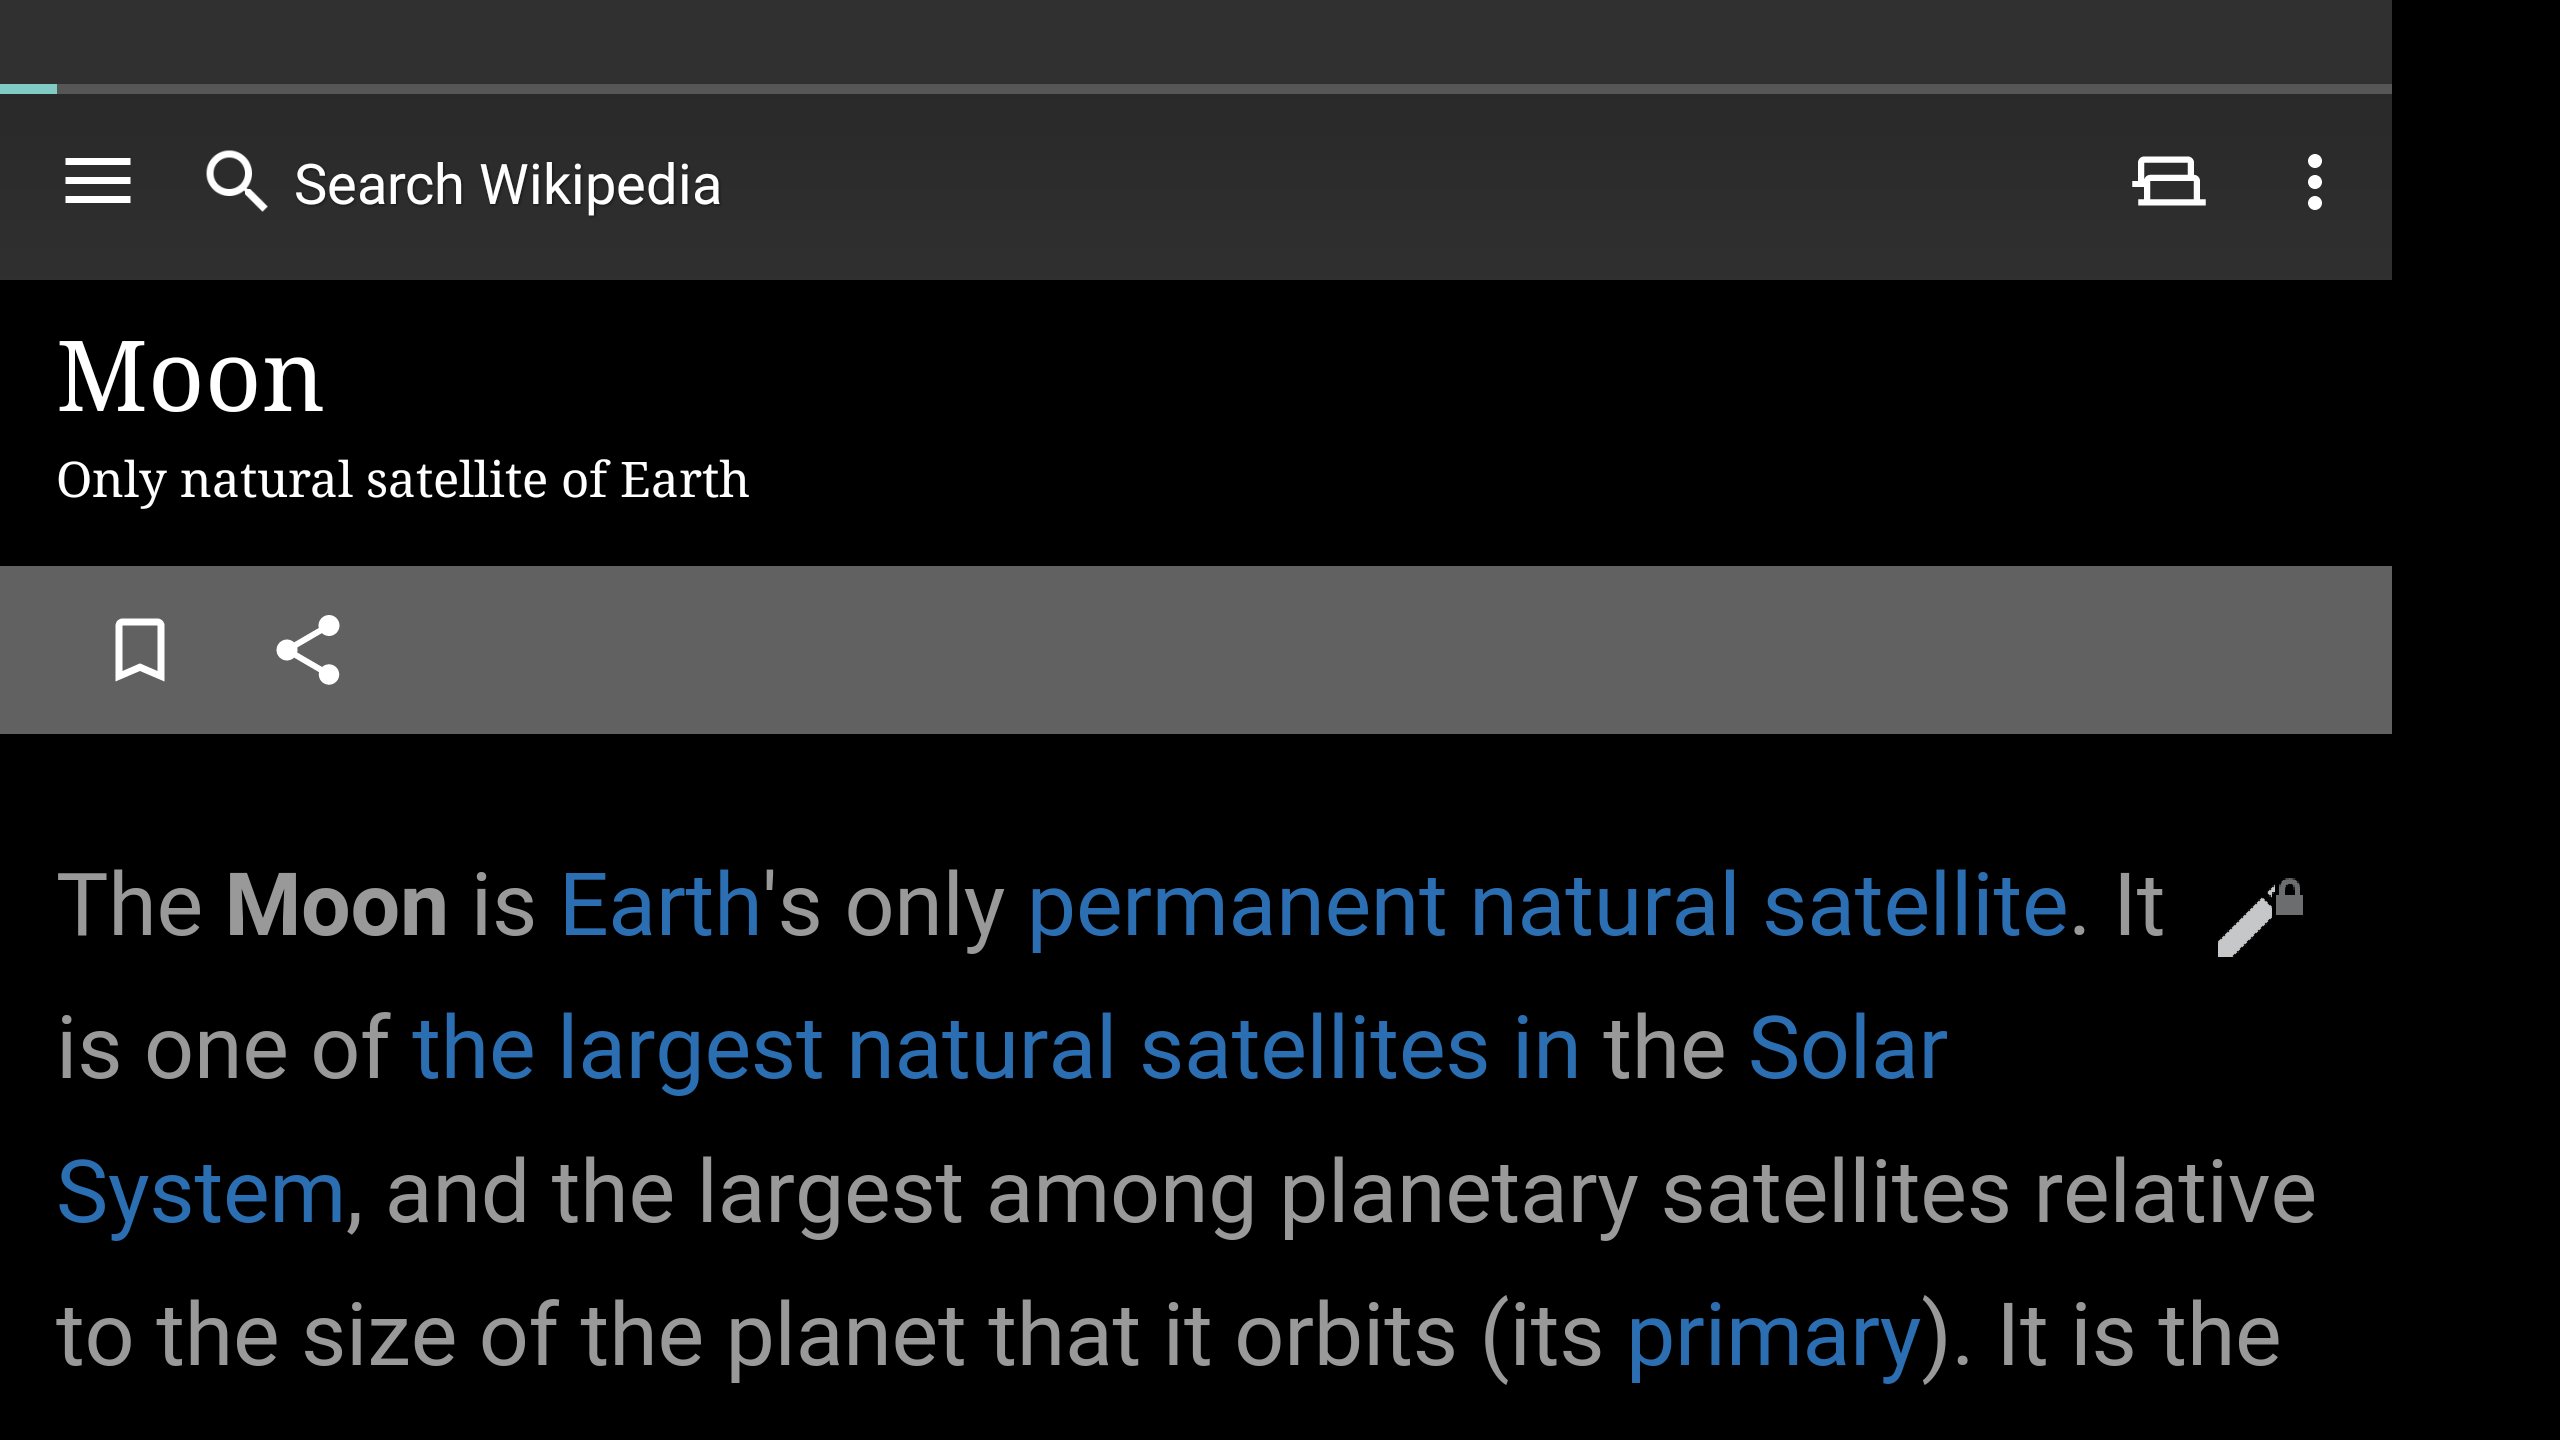 Search Wikipedia
Moon
Only natural satellite of Earth
The Moon is Earth's only permanent natural satellite. It
is one of the largest natural satellites in the Solar
System, and the largest among planetary satellites relative
to the size of the planet that it orbits (its primary). It is the